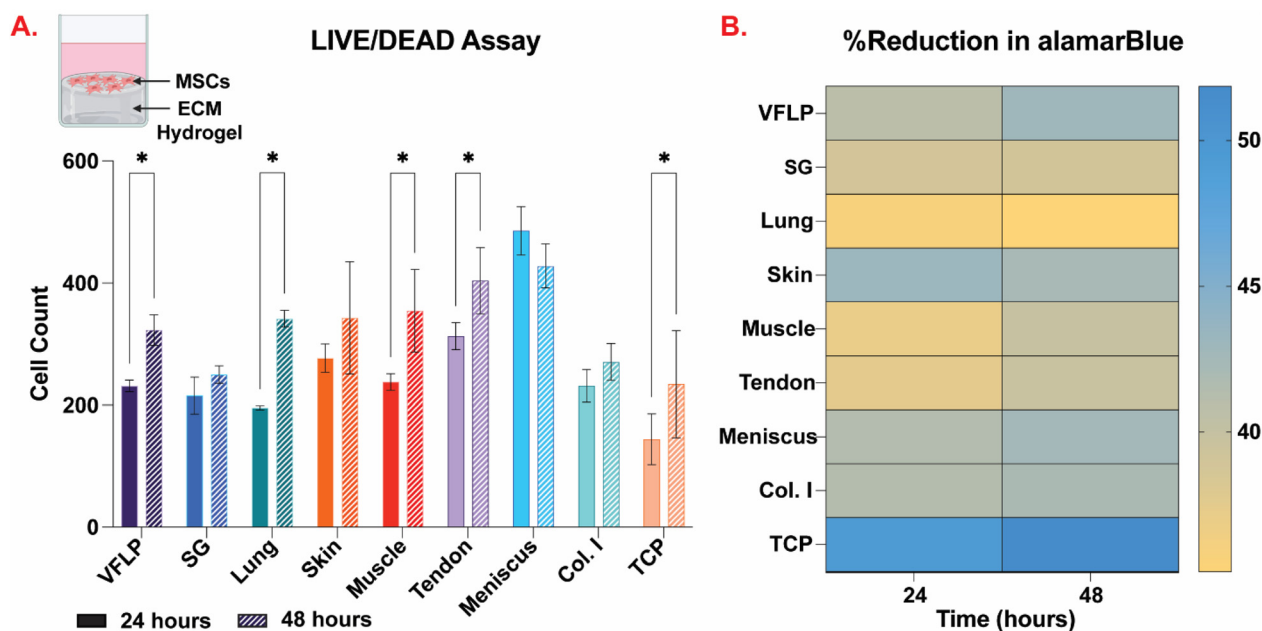 A.
LIVE/DEAD Assay
MSCs
ECM
Hydrogel
* * * * *
600
400
200
0
Cell Count
VFLP
SG
Lung
Skin
Muscle
Tendon
Meniscus
Col. I
TCP
24 hours
48 hours
B.
%Reduction in alamarBlue
VFLP
SG
Lung
Skin
Muscle
Tendon
Meniscus
Col. I
TCP
24
48
Time (hours)
50
45
40